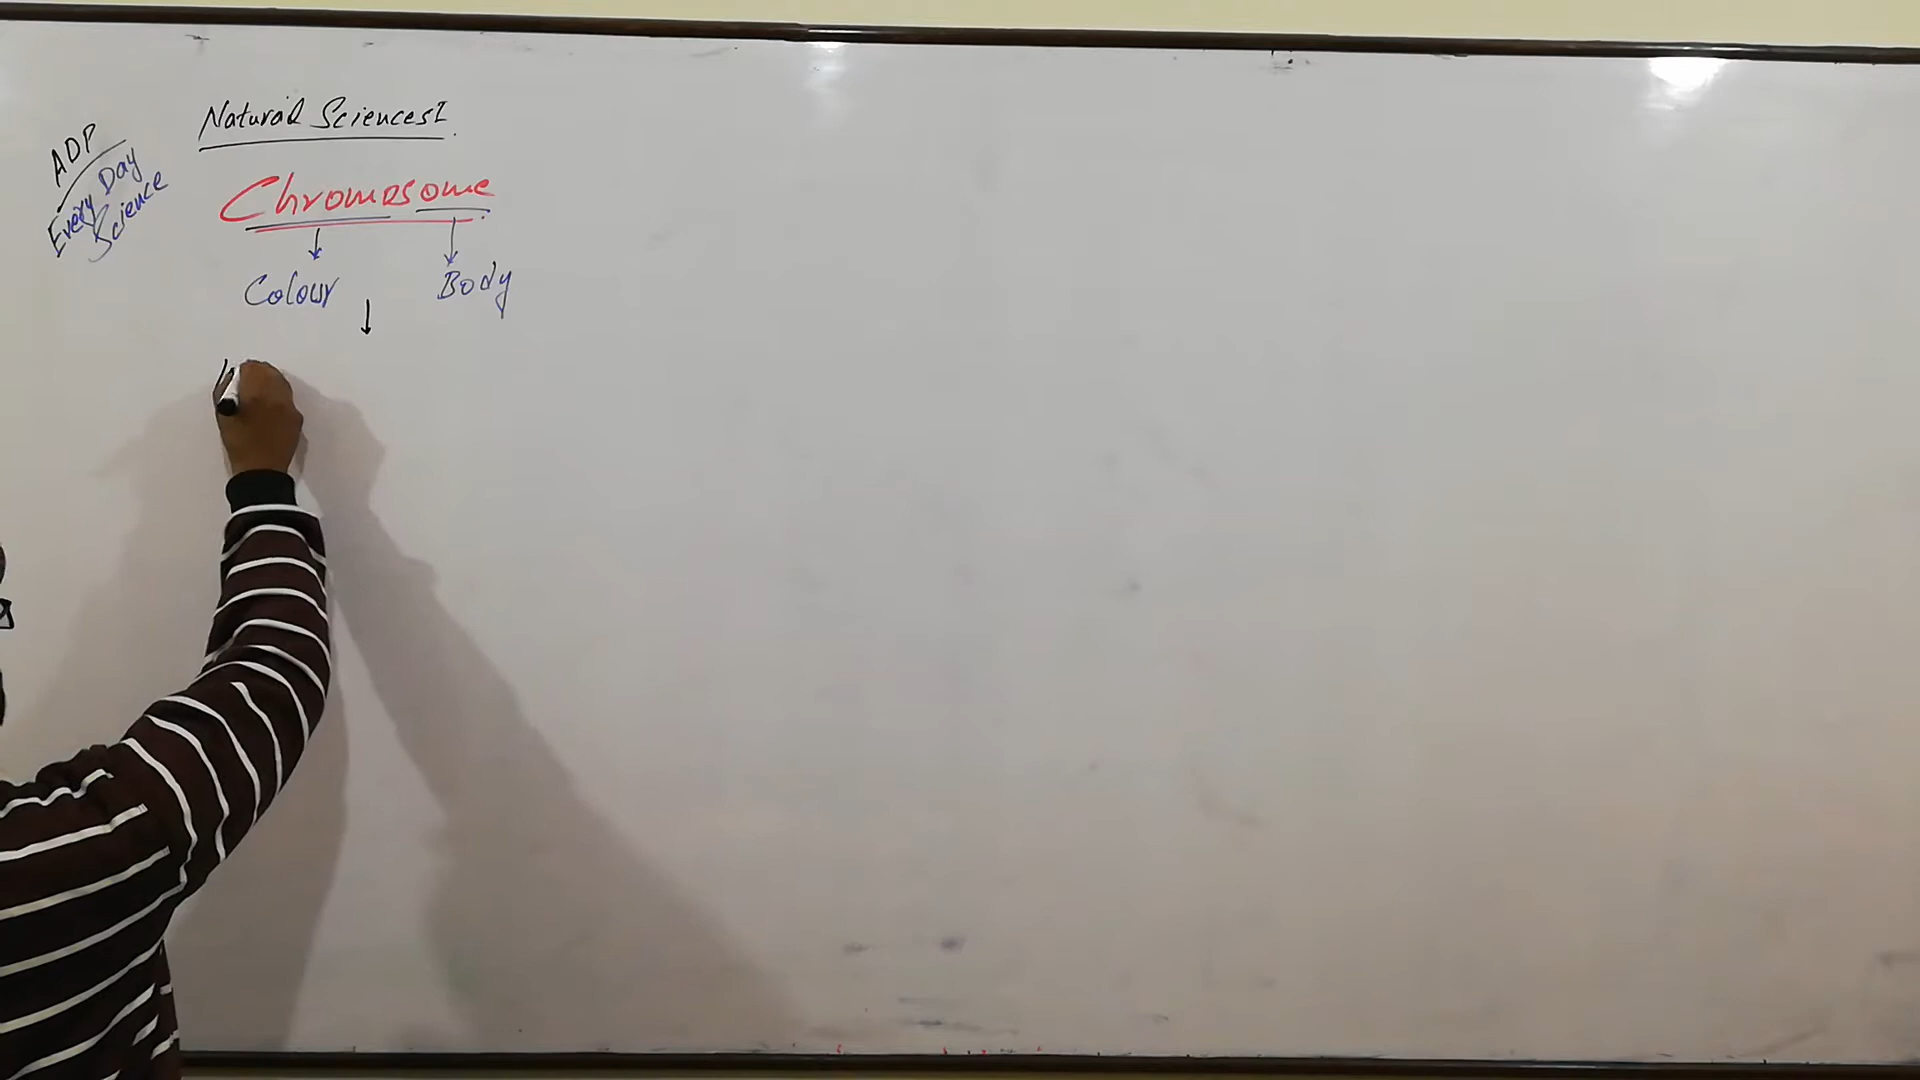 Natural Sciences I.
ADP
Every Day
Science
Chromosome
Colour Body